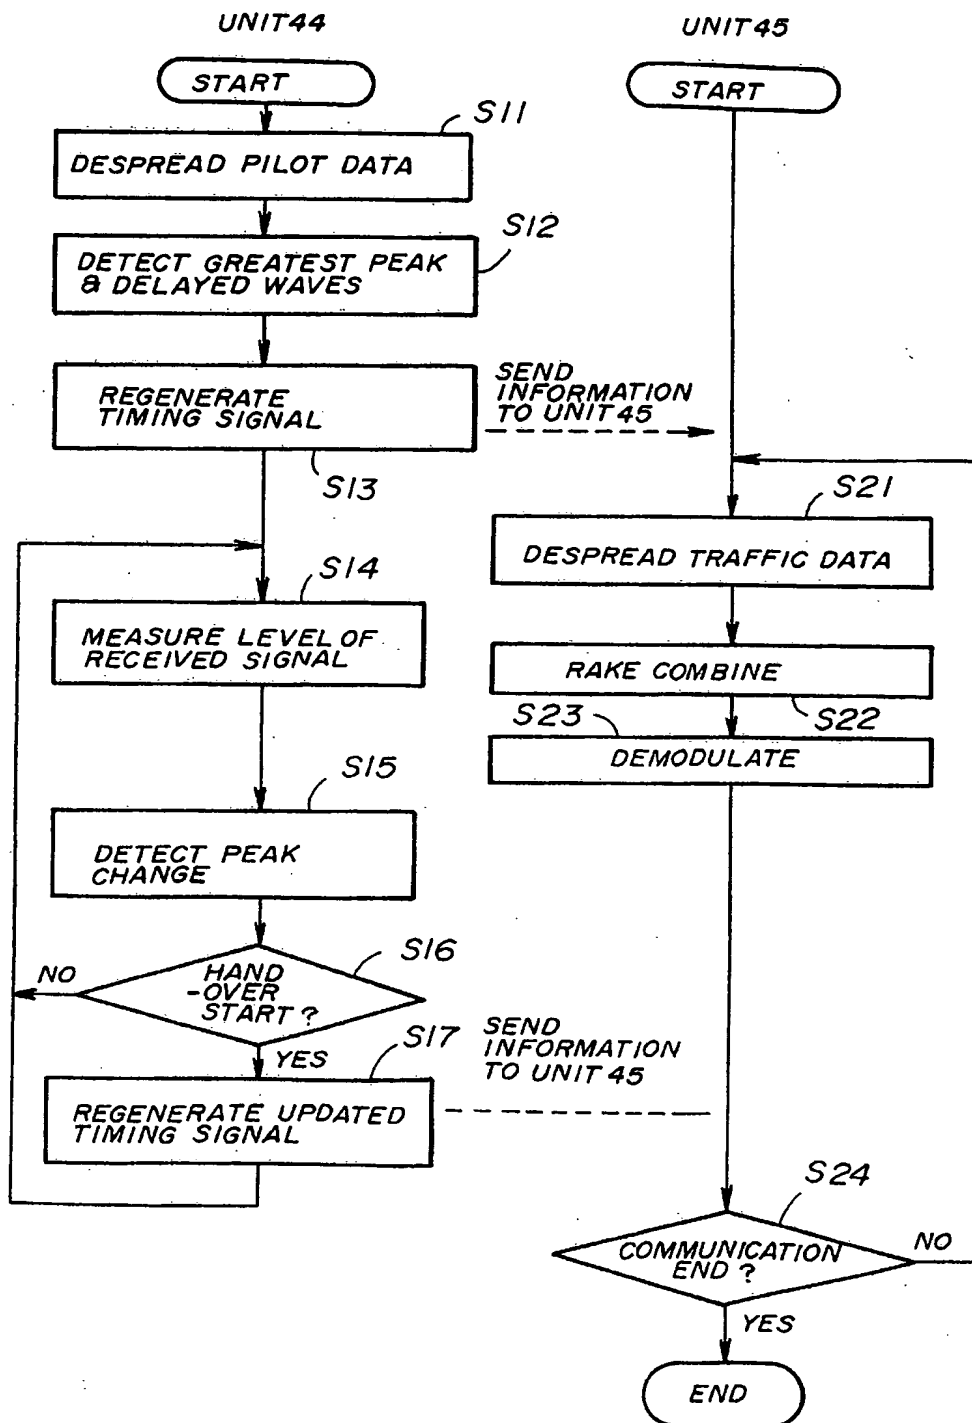 UNIT44
START
S11
DESPREAD PILOT DATA
S12
DETECT GREATEST PEAK
& DELAYED WAVES
REGENERATE
TIMING SIGNAL
S13
SEND
INFORMATION
TO UNIT45
S14
MEASURE LEVEL OF
RECEIVED SIGNAL
S15
DETECT PEAK
CHANGE
S16
HAND
-OVER
START?
NO
YES
S17
REGENERATE UPDATED
TIMING SIGNAL
SEND
INFORMATION
TO UNIT45
UNIT45
START
S21
DESPREAD TRAFFIC DATA
RAKE COMBINE
S22
S23
DEMODULATE
S24
COMMUNICATION
END?
NO
YES
END